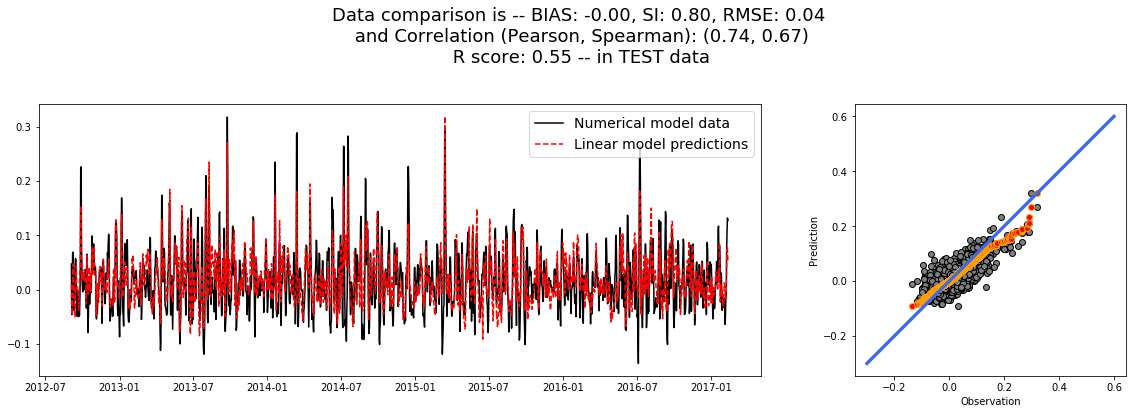 Data comparison is -- BIAS: -0.00, SI: 0.80, RMSE: 0.04
and Correlation (Pearson, Spearman): (0.74, 0.67)
R score: 0.55 -- in TEST data
Numerical model data
Linear model predictions
0.3
0.2
0.1
0.0
−0.1
2012-07 2013-01 2013-07 2014-01 2014-07 2015-01 2015-07 2016-01 2016-07 2017-01
Prediction
0.6
0.4
0.2
0.0
−0.2
−0.2 0.0 0.2 0.4 0.6
Observation